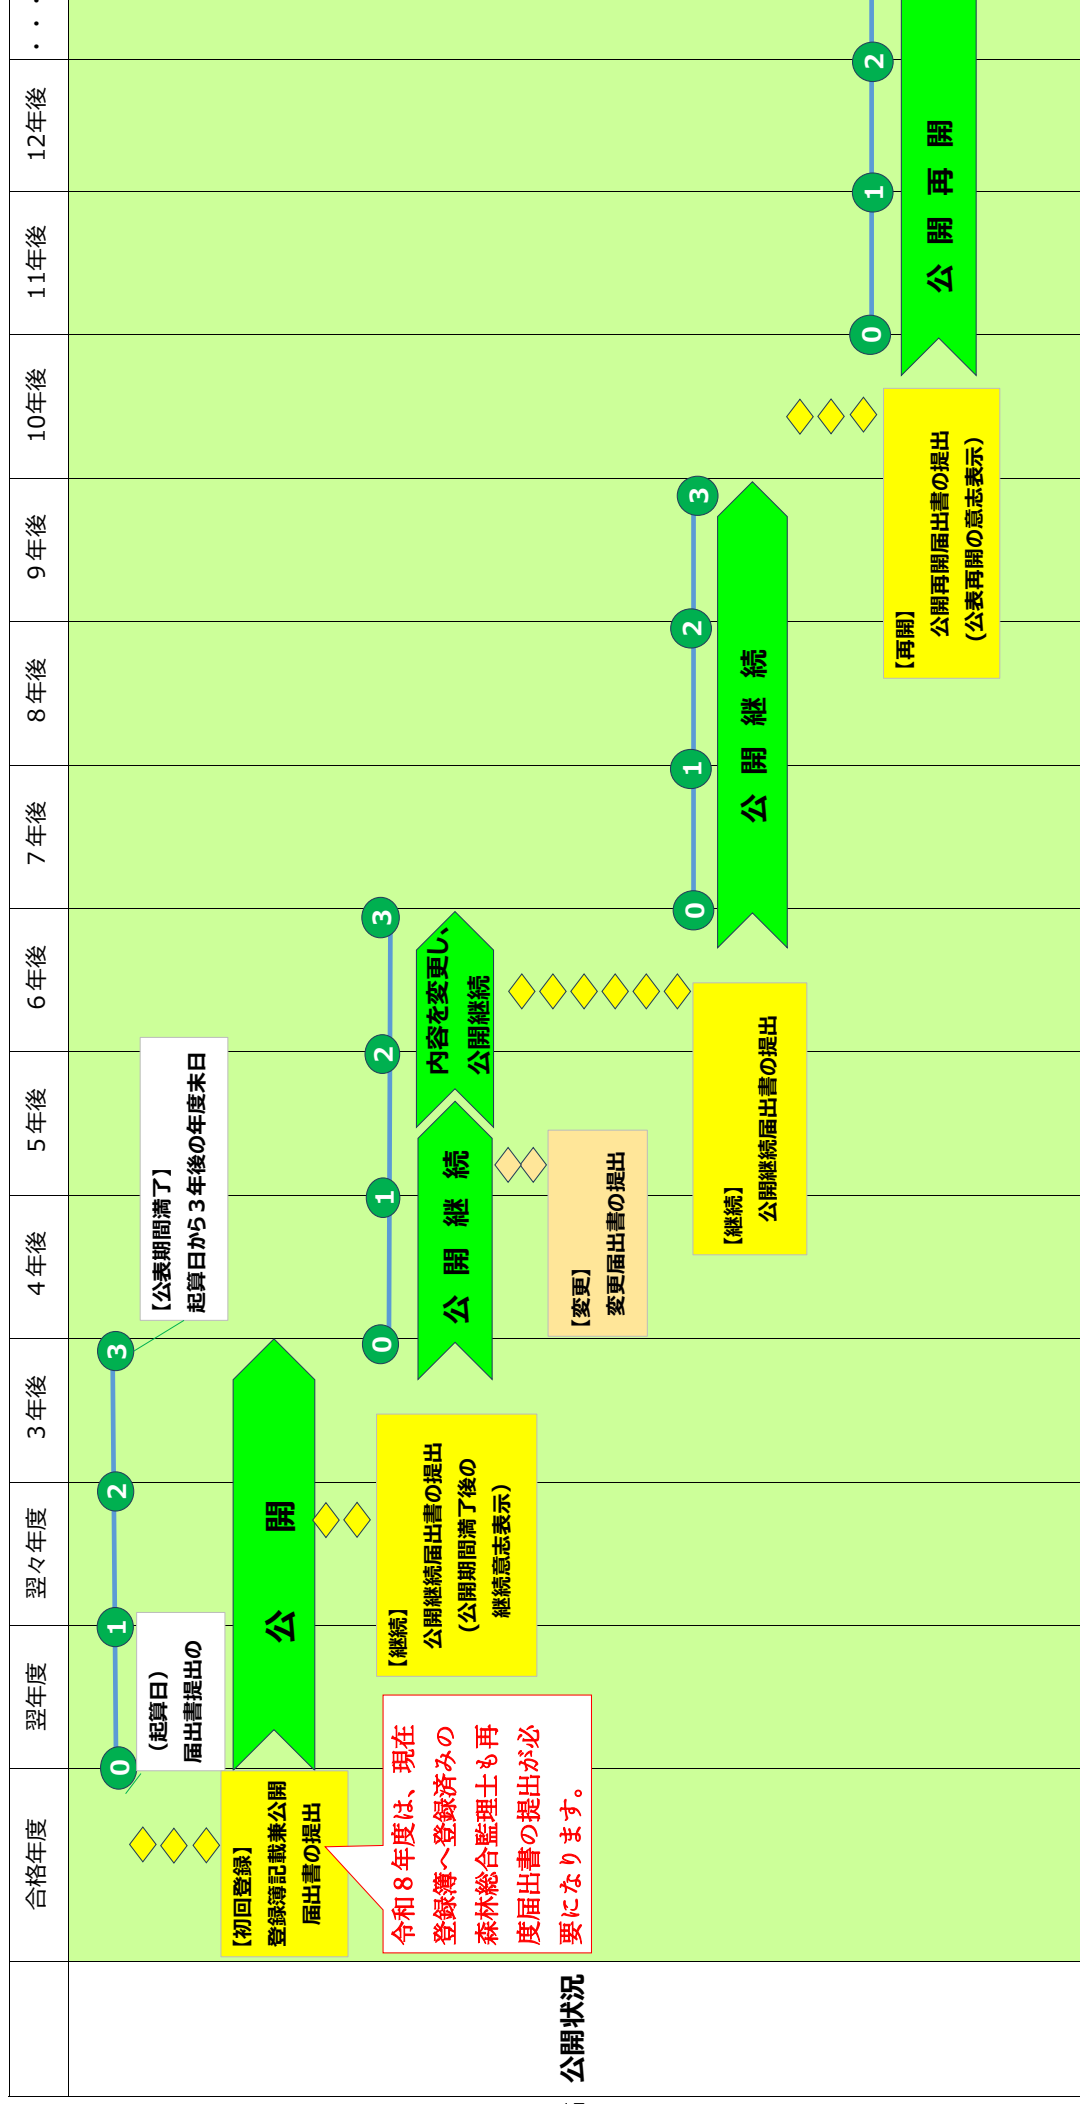 合格年度
翌年度
翌々年度
３年後
４年後
５年後
６年後
７年後
８年後
９年後
10年後
11年後
12年後
・・・
公開状況
0
1
2
3
（起算日）
届出書提出の
【公表期間満了】
起算日から３年後の年度末日
【初回登録】
登録簿記載兼公開
届出書の提出
公　開
令和８年度は、現在
登録簿へ登録済みの
森林総合監理士も再
度届出書の提出が必
要になります。
【継続】
公開継続届出書の提出
（公開期間満了後の
継続意志表示）
0
1
2
3
公 開 継 続
内容を変更し、
公開継続
【変更】
変更届出書の提出
【継続】
公開継続届出書の提出
0
1
2
3
公 開 継 続
【再開】
公開再開届出書の提出
（公表再開の意志表示）
0
1
2
公 開 再 開